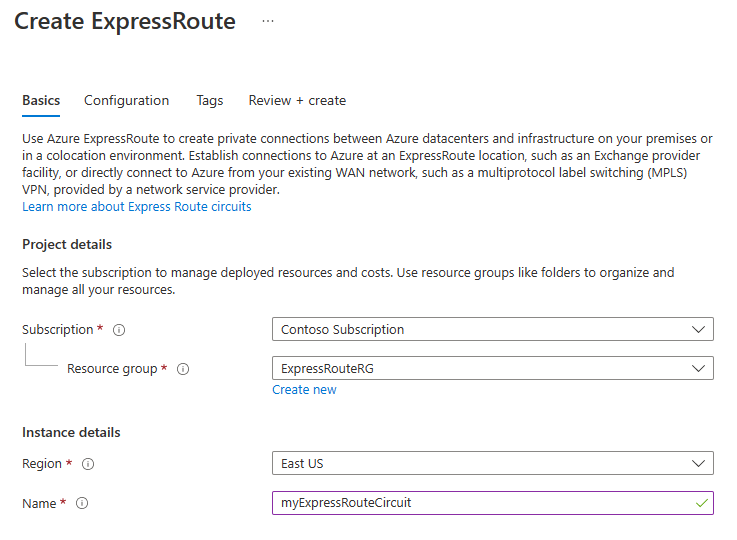 Create ExpressRoute ...
Basics Configuration Tags Review + create
Use Azure ExpressRoute to create private connections between Azure datacenters and infrastructure on your premises or
in a colocation environment. Establish connections to Azure at an ExpressRoute location, such as an Exchange provider
facility, or directly connect to Azure from your existing WAN network, such as a multiprotocol label switching (MPLS)
VPN, provided by a network service provider.
Learn more about Express Route circuits
Project details
Select the subscription to manage deployed resources and costs. Use resource groups like folders to organize and
manage all your resources.
Subscription * Contoso Subscription
Resource group * ExpressRouteRG
Create new
Instance details
Region * East US
Name * myExpressRouteCircuit